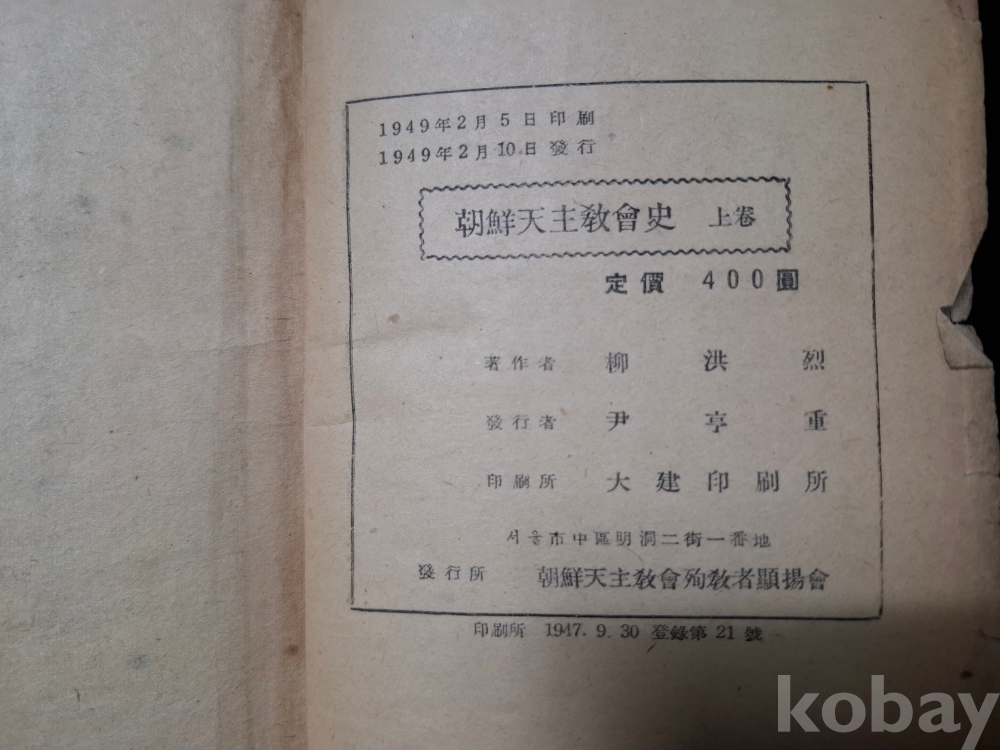 1949年2月5日印刷
1949年2月10日發行
朝鮮天主敎會史 上卷
定價 400圓
著作者 柳洪烈
發行者 尹亨重
印刷所 大建印刷所
서울市中區明洞二街一番地
發行所 朝鮮天主敎會殉敎者顯揚會
印刷所 1947. 9. 30 登錄第21號
kobay